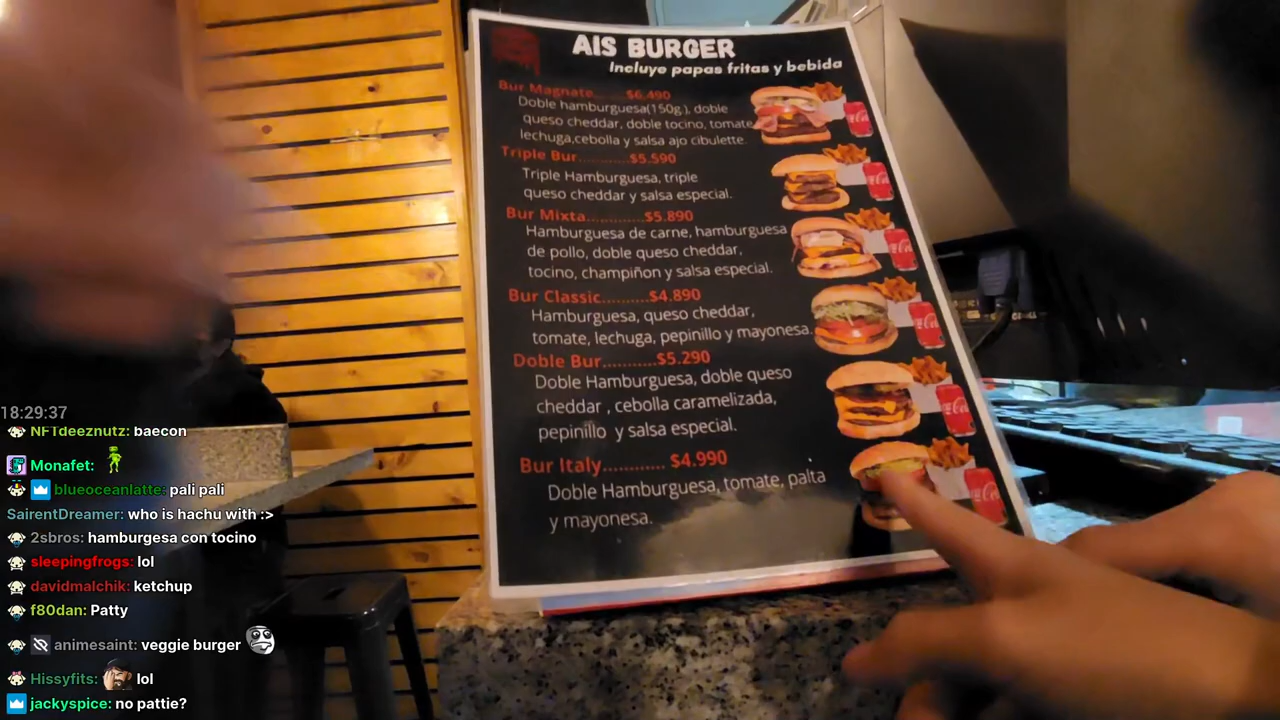 AIS BURGER
Incluye papas fritas y bebida
Bur Magnate.......$6.490
Doble hamburguesa(150g.), doble
queso cheddar, doble tocino, tomate
lechuga,cebolla y salsa ajo cibulette.
Triple Bur............$5.590
Triple Hamburguesa, triple
queso cheddar y salsa especial.
Bur Mixta............$5.890
Hamburguesa de carne, hamburguesa
de pollo, doble queso cheddar,
tocino, champiñon y salsa especial.
Bur Classic..........$4.890
Hamburguesa, queso cheddar,
tomate, lechuga, pepinillo y mayonesa.
Doble Bur...........$5.290
Doble Hamburguesa, doble queso
cheddar , cebolla caramelizada,
pepinillo y salsa especial.
Bur Italy............ $4.990
Doble Hamburguesa, tomate, palta
y mayonesa.
18:29:37
NFTdeeznutz: baecon
Monafet:
blueoceanlatte: pali pali
SairentDreamer: who is hachu with :>
2sbros: hamburgesa con tocino
sleepingfrogs: lol
davidmalchik: ketchup
f80dan: Patty
animesaint: veggie burger
Hissyfits: lol
jackyspice: no pattie?